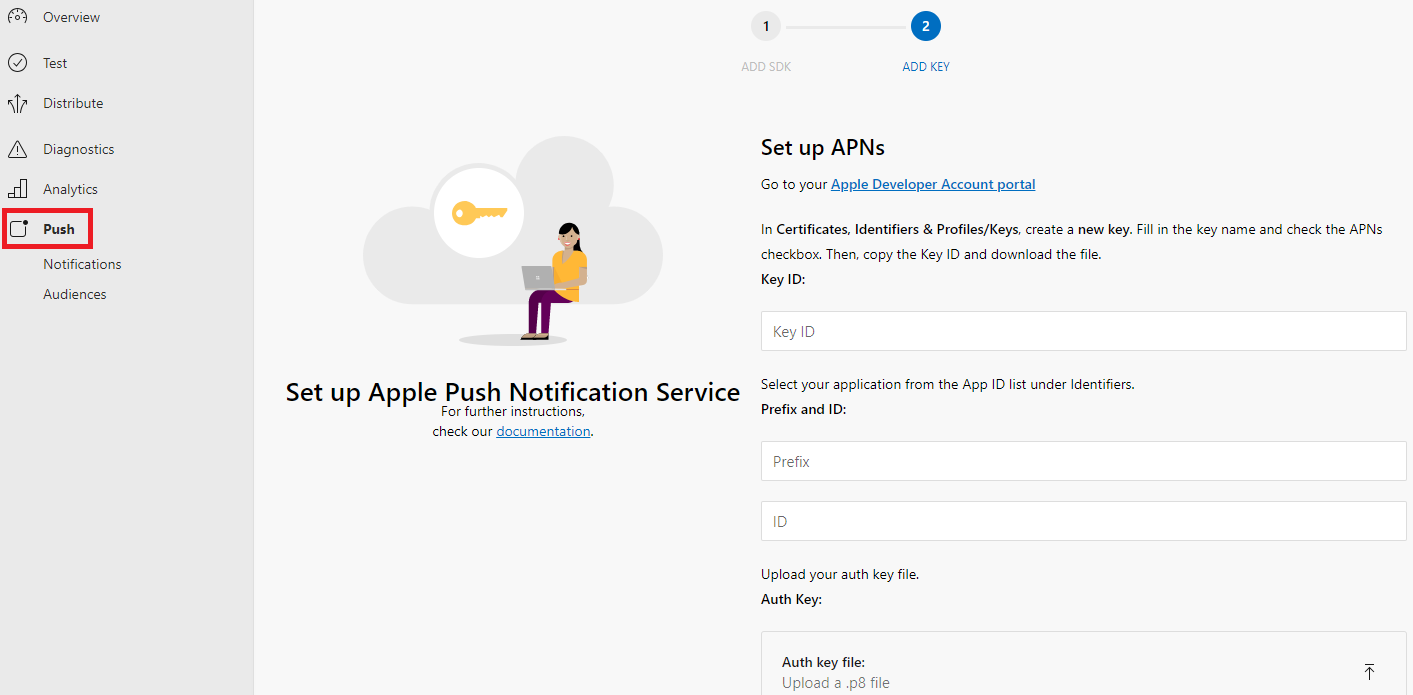 Overview
Test
Distribute
Diagnostics
Analytics
Push
Notifications
Audiences
1
2
ADD SDK
ADD KEY
Set up Apple Push Notification Service
For further instructions,
check our documentation.
Set up APNs
Go to your Apple Developer Account portal
In Certificates, Identifiers & Profiles/Keys, create a new key. Fill in the key name and check the APNs
checkbox. Then, copy the Key ID and download the file.
Key ID:
Key ID
Select your application from the App ID list under Identifiers.
Prefix and ID:
Prefix
ID
Upload your auth key file.
Auth Key:
Auth key file:
Upload a .p8 file